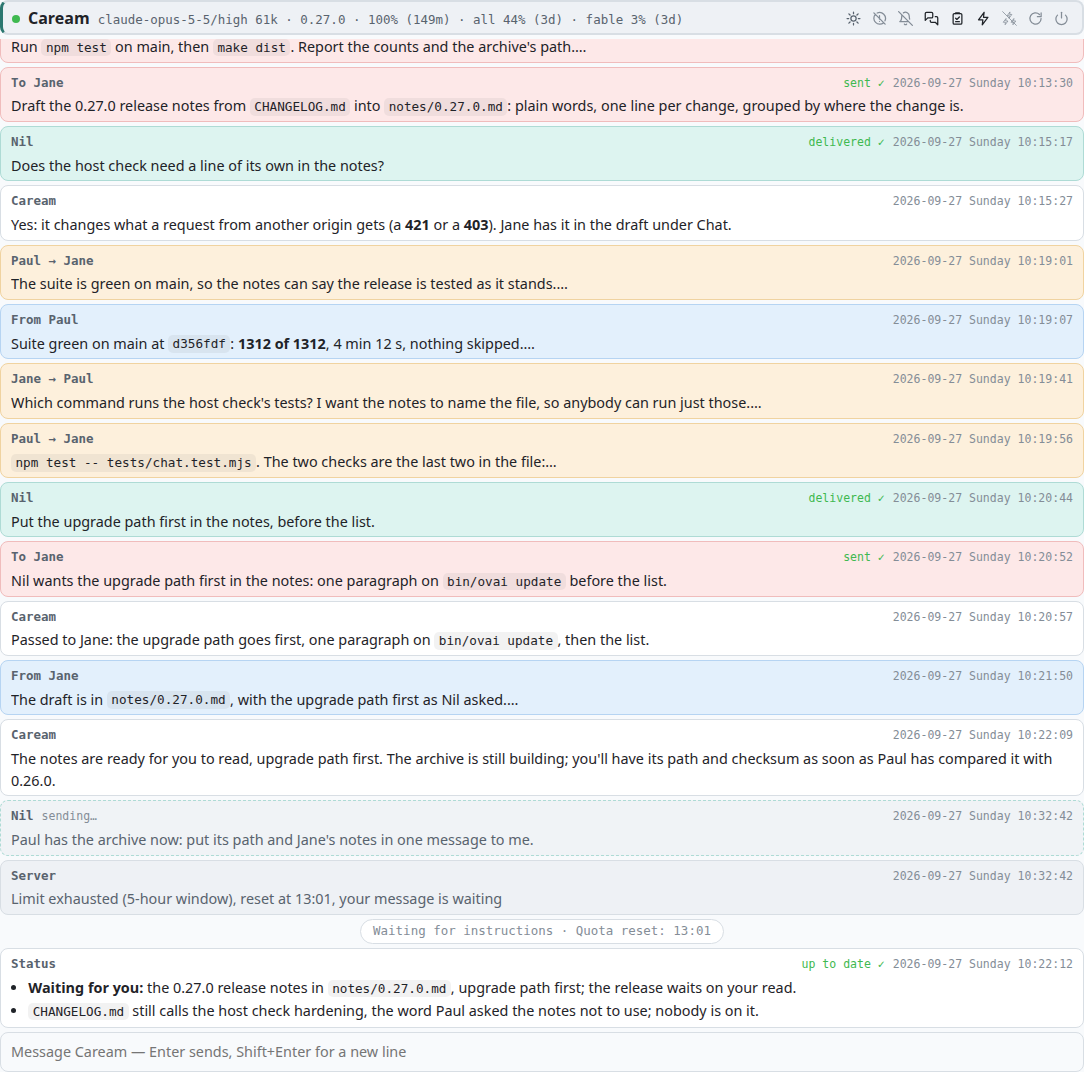 Caream claude-opus-5-5/high 61k · 0.27.0 · 100% (149m) · all 44% (3d) · fable 3% (3d)
Run npm test on main, then make dist. Report the counts and the archive's path....
To Jane sent ✓ 2026-09-27 Sunday 10:13:30
Draft the 0.27.0 release notes from CHANGELOG.md into notes/0.27.0.md: plain words, one line per change, grouped by where the change is.
Nil delivered ✓ 2026-09-27 Sunday 10:15:17
Does the host check need a line of its own in the notes?
Caream 2026-09-27 Sunday 10:15:27
Yes: it changes what a request from another origin gets (a 421 or a 403). Jane has it in the draft under Chat.
Paul → Jane 2026-09-27 Sunday 10:19:01
The suite is green on main, so the notes can say the release is tested as it stands....
From Paul 2026-09-27 Sunday 10:19:07
Suite green on main at d356fdf: 1312 of 1312, 4 min 12 s, nothing skipped....
Jane → Paul 2026-09-27 Sunday 10:19:41
Which command runs the host check's tests? I want the notes to name the file, so anybody can run just those....
Paul → Jane 2026-09-27 Sunday 10:19:56
npm test -- tests/chat.test.mjs. The two checks are the last two in the file:...
Nil delivered ✓ 2026-09-27 Sunday 10:20:44
Put the upgrade path first in the notes, before the list.
To Jane sent ✓ 2026-09-27 Sunday 10:20:52
Nil wants the upgrade path first in the notes: one paragraph on bin/ovai update before the list.
Caream 2026-09-27 Sunday 10:20:57
Passed to Jane: the upgrade path goes first, one paragraph on bin/ovai update, then the list.
From Jane 2026-09-27 Sunday 10:21:50
The draft is in notes/0.27.0.md, with the upgrade path first as Nil asked....
Caream 2026-09-27 Sunday 10:22:09
The notes are ready for you to read, upgrade path first. The archive is still building; you'll have its path and checksum as soon as Paul has compared it with
0.26.0.
Nil sending… 2026-09-27 Sunday 10:32:42
Paul has the archive now: put its path and Jane's notes in one message to me.
Server 2026-09-27 Sunday 10:32:42
Limit exhausted (5-hour window), reset at 13:01, your message is waiting
Waiting for instructions · Quota reset: 13:01
Status up to date ✓ 2026-09-27 Sunday 10:22:12
• Waiting for you: the 0.27.0 release notes in notes/0.27.0.md, upgrade path first; the release waits on your read.
• CHANGELOG.md still calls the host check hardening, the word Paul asked the notes not to use; nobody is on it.
Message Caream — Enter sends, Shift+Enter for a new line